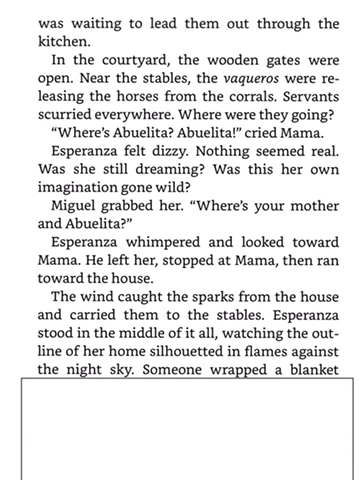 was waiting to lead them out through the
kitchen.
In the courtyard, the wooden gates were
open. Near the stables, the vaqueros were re-
leasing the horses from the corrals. Servants
scurried everywhere. Where were they going?
“Where’s Abuelita? Abuelita!” cried Mama.
Esperanza felt dizzy. Nothing seemed real.
Was she still dreaming? Was this her own
imagination gone wild?
Miguel grabbed her. “Where’s your mother
and Abuelita?”
Esperanza whimpered and looked toward
Mama. He left her, stopped at Mama, then ran
toward the house.
The wind caught the sparks from the house
and carried them to the stables. Esperanza
stood in the middle of it all, watching the out-
line of her home silhouetted in flames against
the night sky. Someone wrapped a blanket